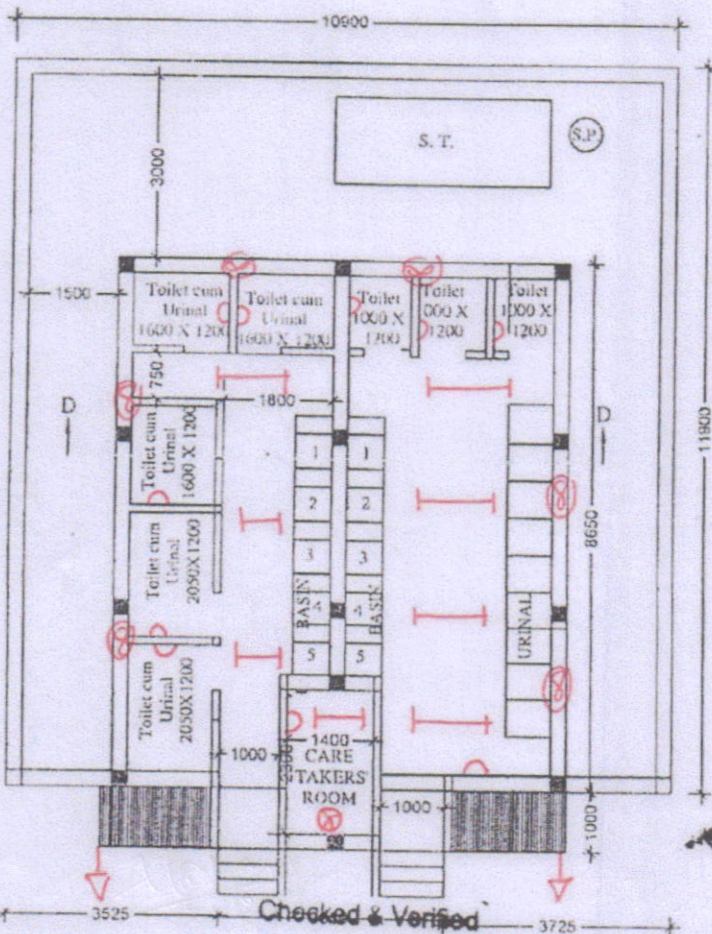 10900
S. T.
S.P.
3000
1500
Toilet cum
Urinal
1600 X 1200
Toilet cum
Urinal
1600 X 1200
Toilet
1000 X
1200
Toilet
000 X
1200
Toilet
1000 X
1200
750
1800
D
D
11900
Toilet cum
Urinal
1600 X 1200
1
2
3
4
5
BASIN
1
2
3
4
5
BASIN
8650
URINAL
Toilet cum
Urinal
2050X1200
Toilet cum
Urinal
2050X1200
1000
1400
CARE
TAKERS'
ROOM
1000
1000
3525
Checked & Verified
3725